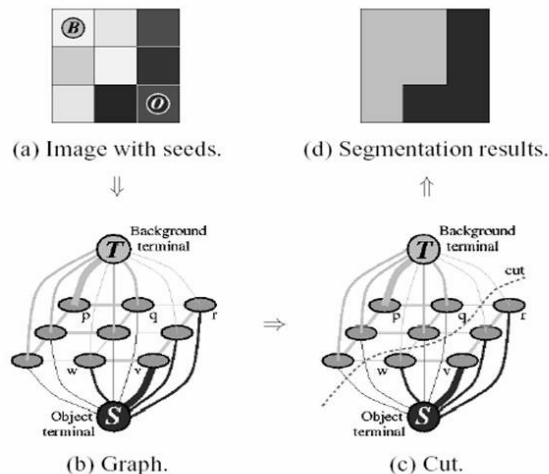 B
O
(a) Image with seeds.
(d) Segmentation results.
Background
terminal
T
p
q
r
w
v
S
Object
terminal
(b) Graph.
Background
terminal
T
cut
p
q
r
w
v
S
Object
terminal
(c) Cut.